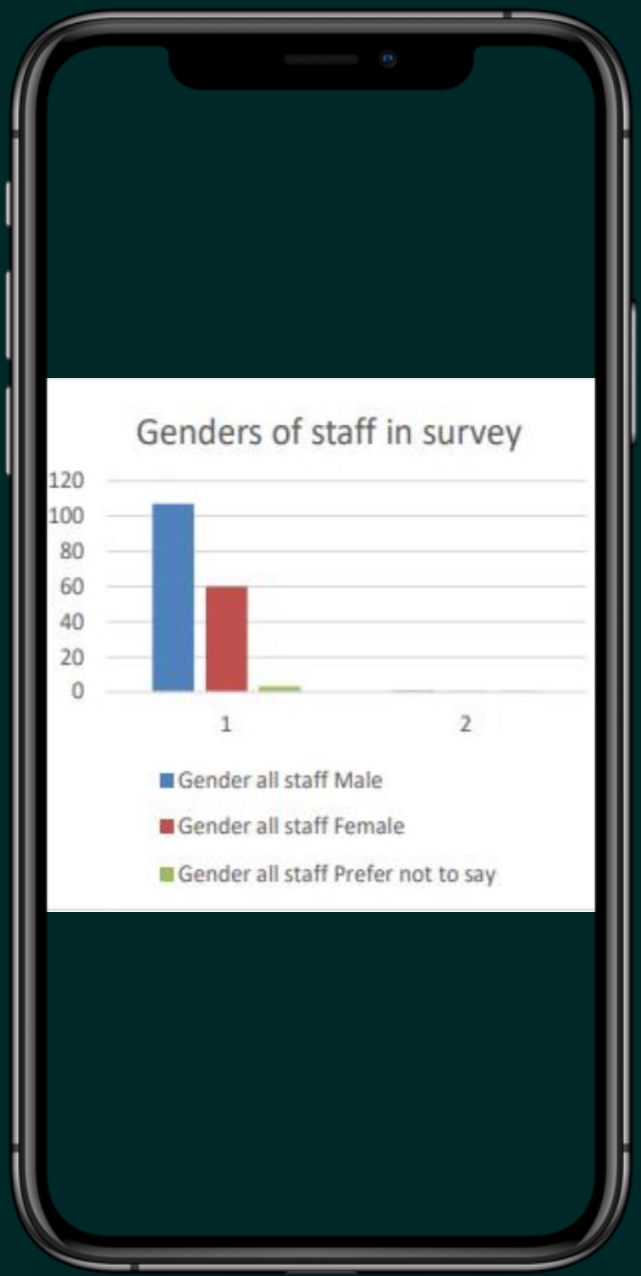 Genders of staff in survey
120
100
80
60
40
20
0
1 2
Gender all staff Male
Gender all staff Female
Gender all staff Prefer not to say